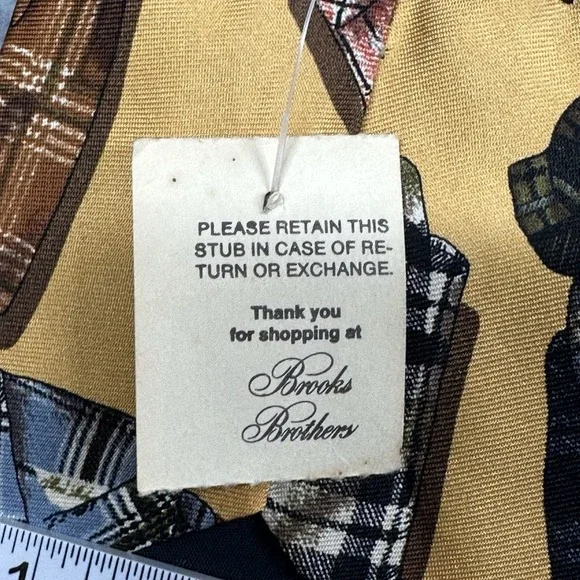 PLEASE RETAIN THIS
STUB IN CASE OF RE-
TURN OR EXCHANGE.
Thank you
for shopping at
Brooks
Brothers
1